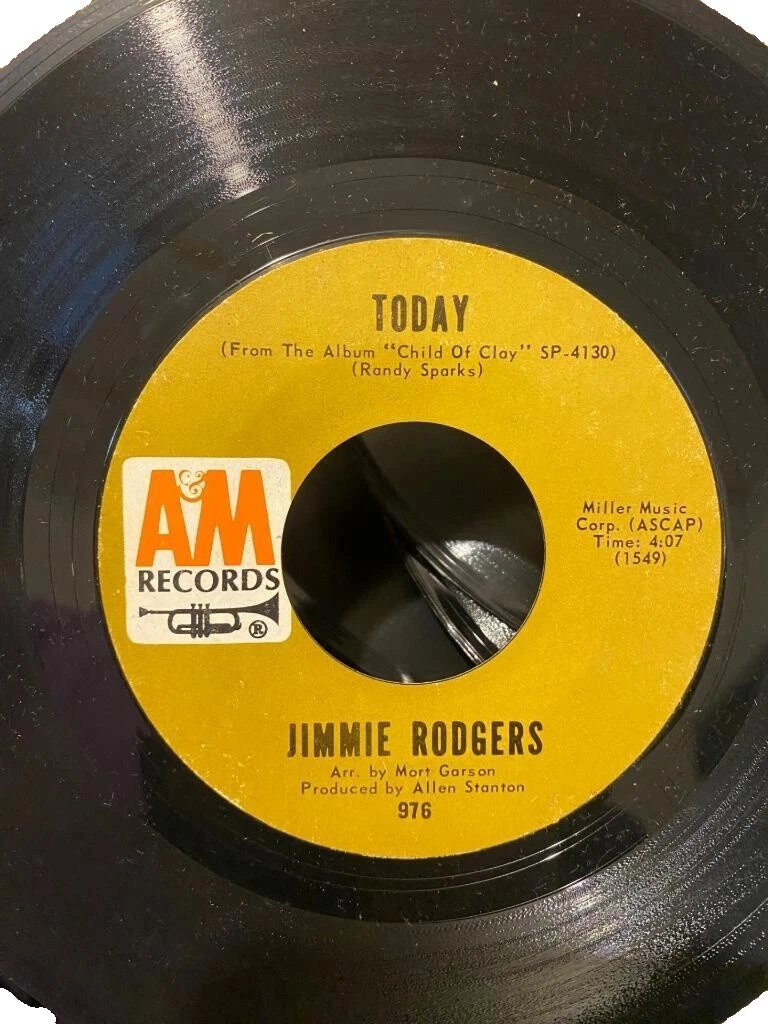 TODAY
(From The Album "Child Of Clay" SP-4130)
(Randy Sparks)
A&M
RECORDS
®
Miller Music
Corp. (ASCAP)
Time: 4:07
(1549)
JIMMIE RODGERS
Arr. by Mort Garson
Produced by Allen Stanton
976